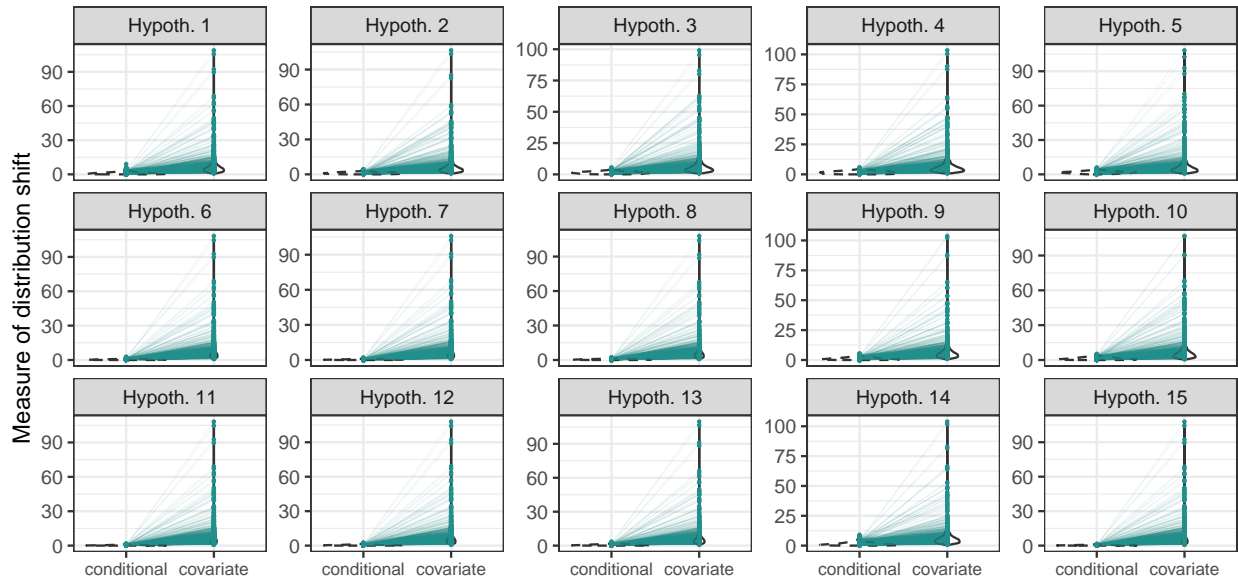 Measure of distribution shift
Hypoth. 1 Hypoth. 2 Hypoth. 3 Hypoth. 4 Hypoth. 5
90 90 100 100 90
60 60 75 75 60
30 30 50 50 30
0 0 25 25 0
0 0
Hypoth. 6 Hypoth. 7 Hypoth. 8 Hypoth. 9 Hypoth. 10
90 90 90 100 90
60 60 60 75 60
30 30 30 50 30
0 0 0 25 0
0
Hypoth. 11 Hypoth. 12 Hypoth. 13 Hypoth. 14 Hypoth. 15
90 90 90 100 90
60 60 60 75 60
30 30 30 50 30
0 0 0 25 0
0
conditional covariate conditional covariate conditional covariate conditional covariate conditional covariate